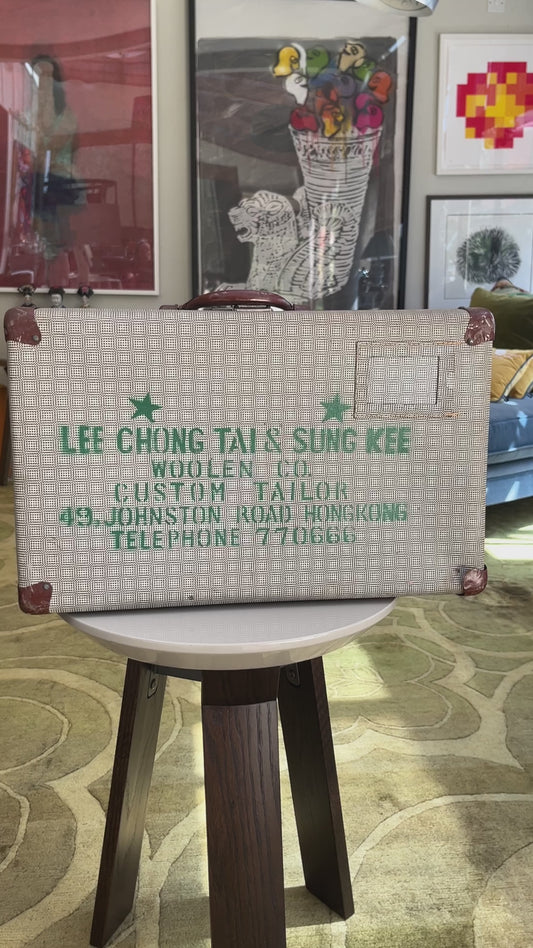 LEE CHONG TAI & SUNG KEE
WOOLEN CO.
CUSTOM TAILOR
49. JOHNSTON ROAD HONGKONG
TELEPHONE 770666